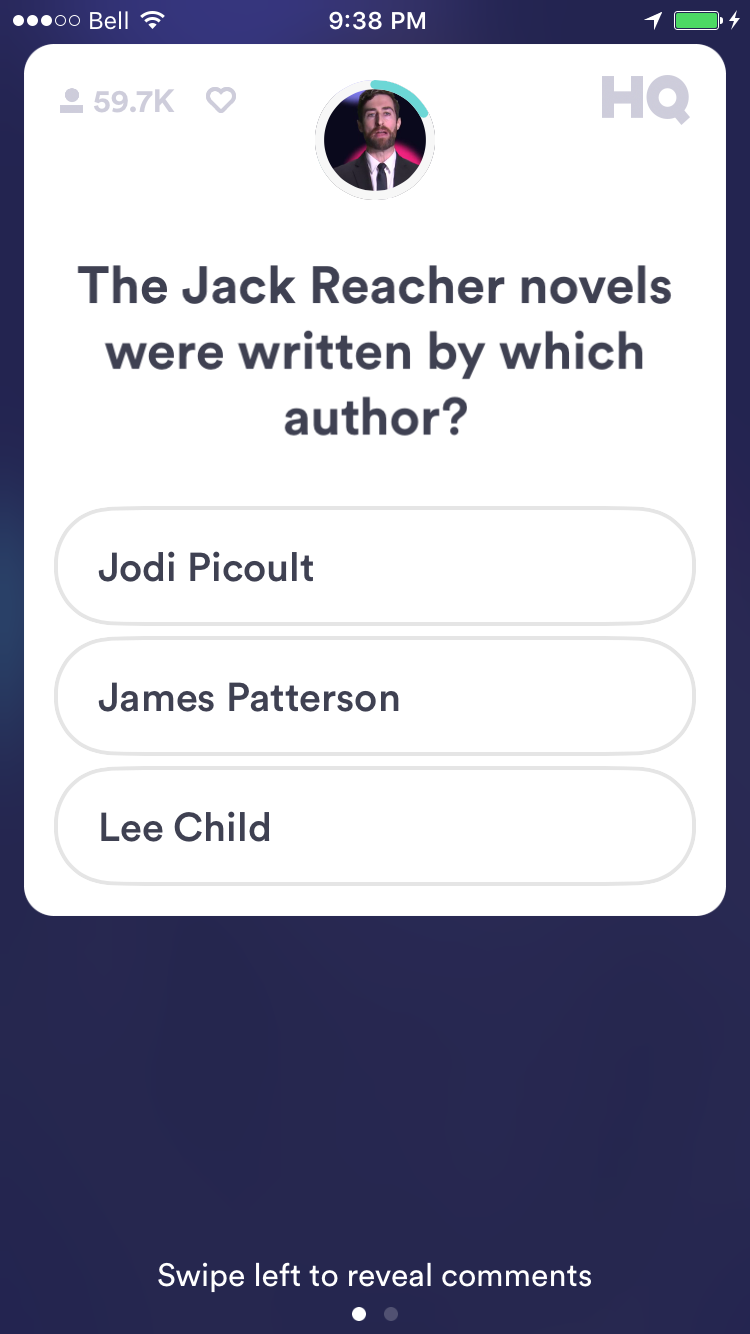 Bell 9:38 PM
59.7K HQ
The Jack Reacher novels
were written by which
author?
Jodi Picoult
James Patterson
Lee Child
Swipe left to reveal comments